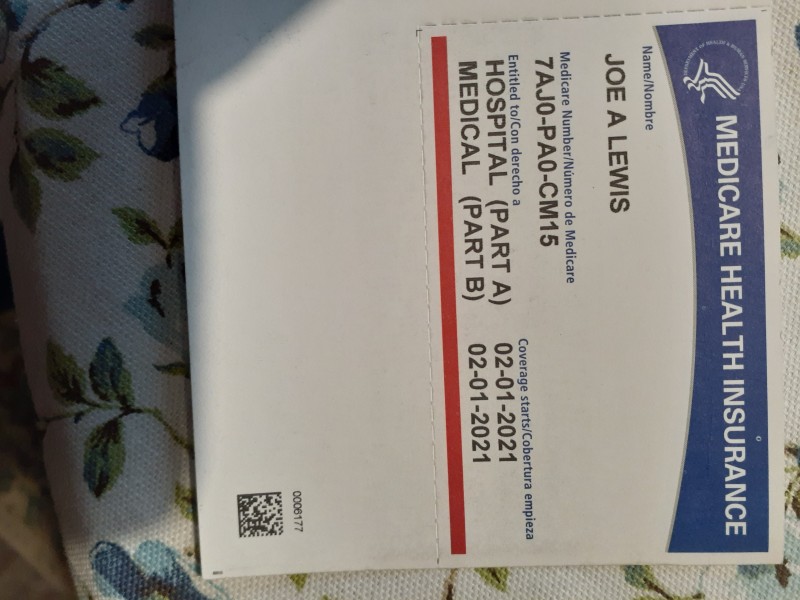 MEDICARE HEALTH INSURANCE
Name/Nombre
JOE A LEWIS
Medicare Number/Número de Medicare
7AJ0-PA0-CM15
Entitled to/Con derecho a
Coverage starts/Cobertura empieza
HOSPITAL (PART A) 02-01-2021
MEDICAL (PART B) 02-01-2021
0006177